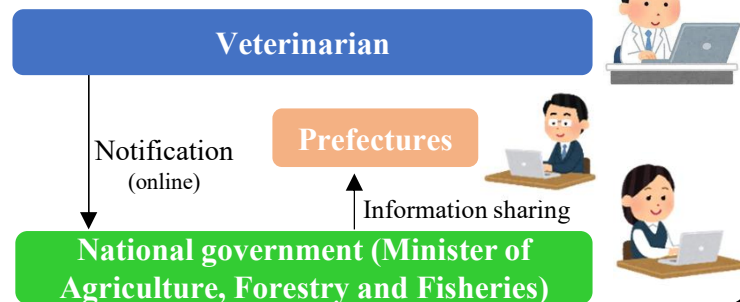 Veterinarian
Prefectures
Notification
(online)
Information sharing
National government (Minister of
Agriculture, Forestry and Fisheries)